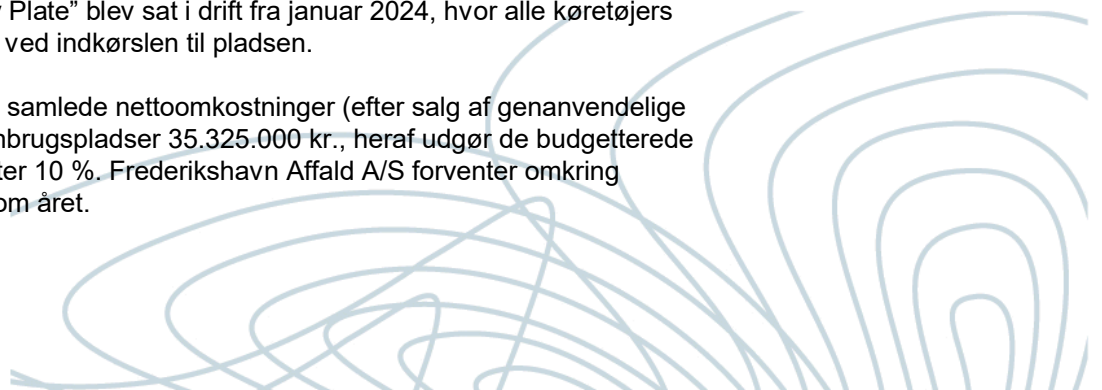 Plate” blev sat i drift fra januar 2024, hvor alle køretøjers
ved indkørslen til pladsen.
samlede nettoomkostninger (efter salg af genanvendelige
nbrugspladser 35.325.000 kr., heraf udgør de budgetterede
ter 10 %. Frederikshavn Affald A/S forventer omkring
om året.